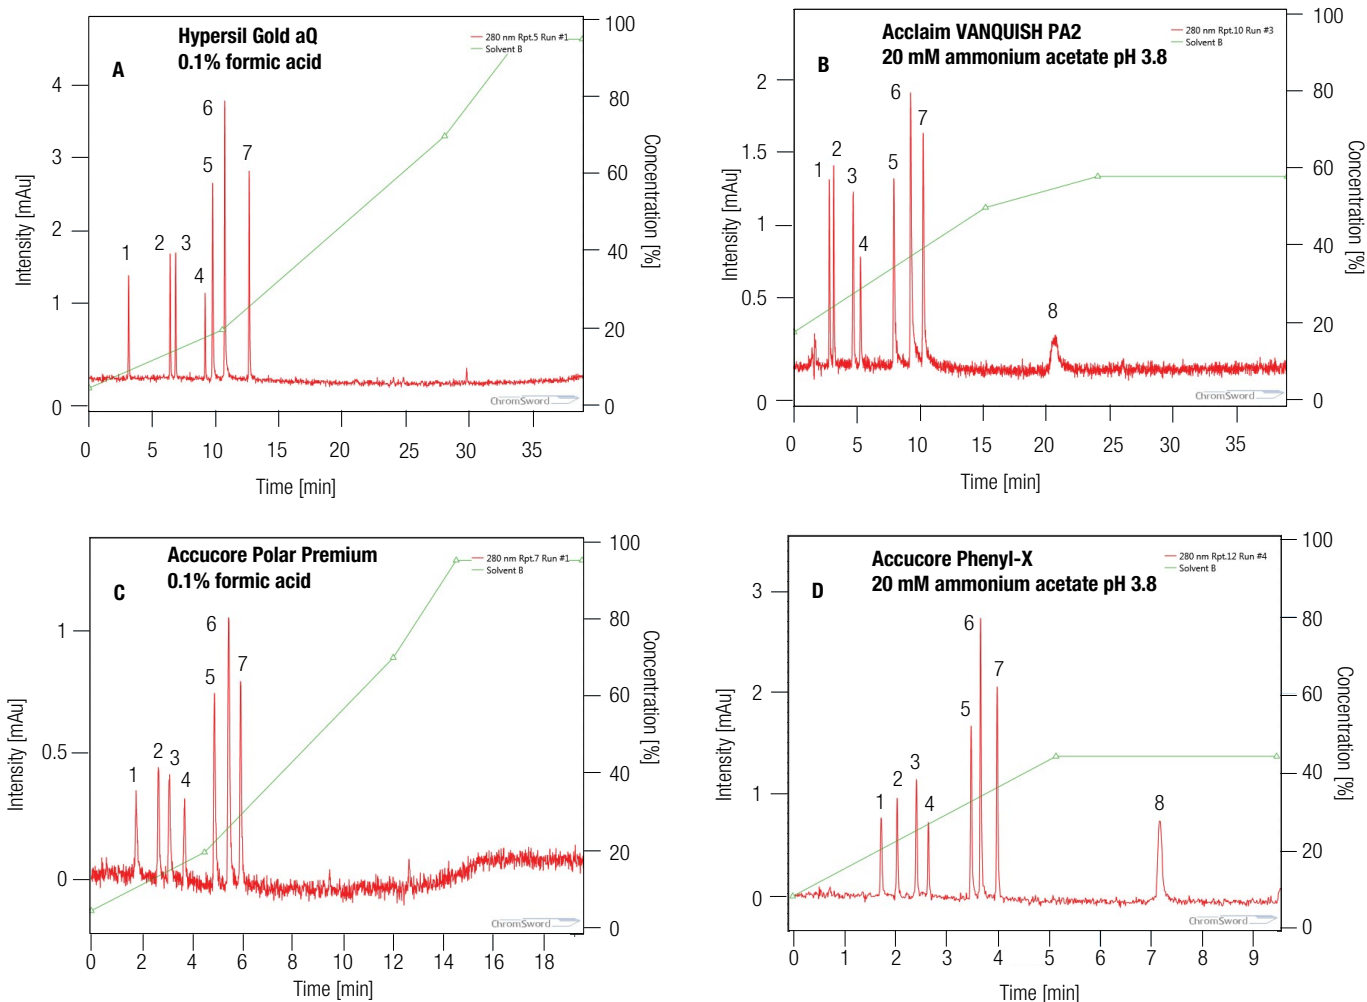 Hypersil Gold aQ
0.1% formic acid
A
280 nm Rpt.5 Run #1
Solvent B
Intensity [mAu]
4
3
2
1
0
1
2
3
4
5
6
7
100
80
60
40
20
0
Concentration [%]
ChromSword
0 5 10 15 20 25 30 35
Time [min]
Acclaim VANQUISH PA2
20 mM ammonium acetate pH 3.8
B
280 nm Rpt.10 Run #3
Solvent B
Intensity [mAu]
2
1.5
1
0.5
0
1
2
3
4
5
6
7
8
100
80
60
40
20
0
Concentration [%]
ChromSword
0 5 10 15 20 25 30 35
Time [min]
Accucore Polar Premium
0.1% formic acid
C
280 nm Rpt.7 Run #1
Solvent B
Intensity [mAu]
1
0.5
0
1
2
3
4
5
6
7
100
80
60
40
20
0
Concentration [%]
ChromSword
0 2 4 6 8 10 12 14 16 18
Time [min]
Accucore Phenyl-X
20 mM ammonium acetate pH 3.8
D
280 nm Rpt.12 Run #4
Solvent B
Intensity [mAu]
3
2
1
0
1
2
3
4
5
6
7
8
100
80
60
40
20
0
Concentration [%]
ChromSword
0 1 2 3 4 5 6 7 8 9
Time [min]